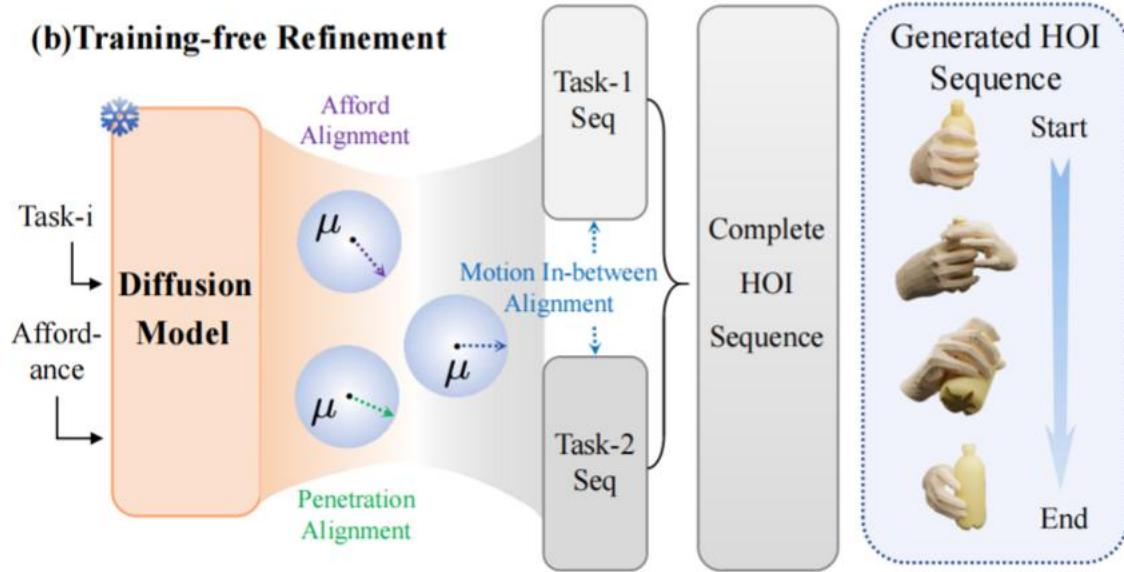 (b)Training-free Refinement
Task-i
Afford-
ance
Diffusion
Model
Afford
Alignment
μ
μ
μ
Penetration
Alignment
Motion In-between
Alignment
Task-1
Seq
Task-2
Seq
Complete
HOI
Sequence
Generated HOI
Sequence
Start
End